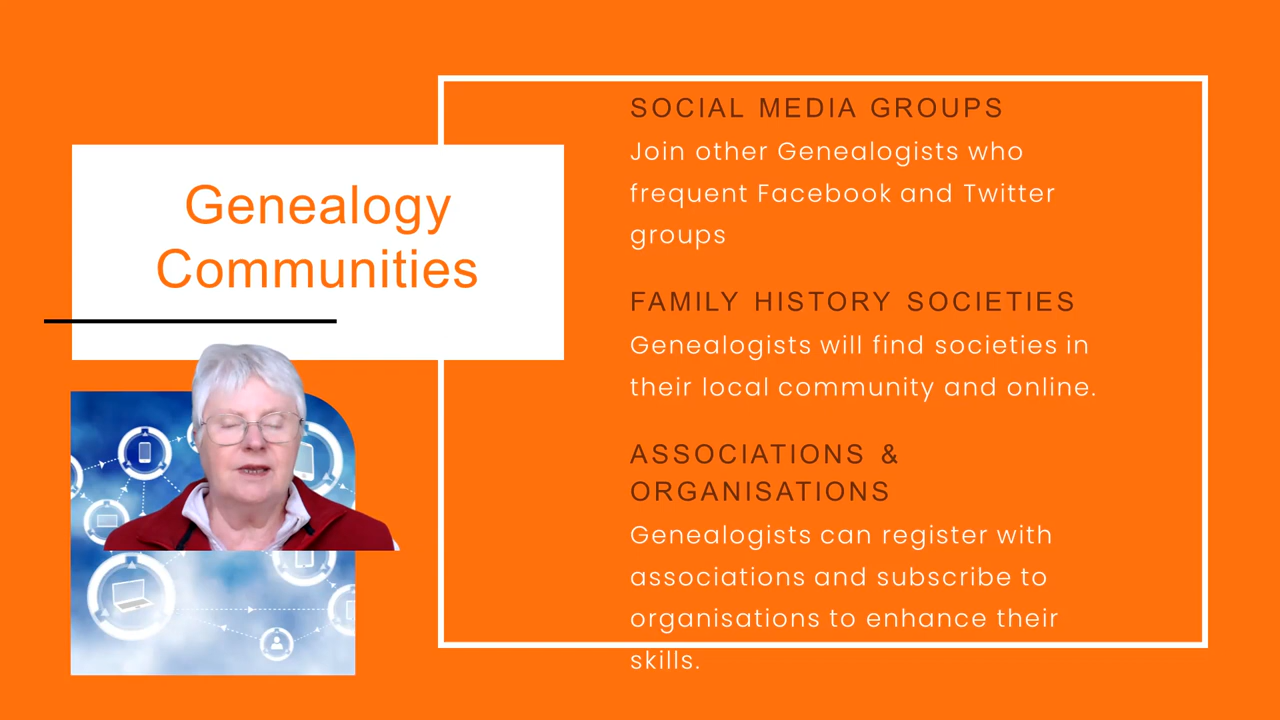 Genealogy
Communities
SOCIAL MEDIA GROUPS
Join other Genealogists who
frequent Facebook and Twitter
groups
FAMILY HISTORY SOCIETIES
Genealogists will find societies in
their local community and online.
ASSOCIATIONS &
ORGANISATIONS
Genealogists can register with
associations and subscribe to
organisations to enhance their
skills.